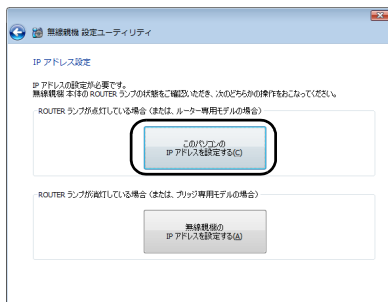 無線親機 設定ユーティリティ
IP アドレス設定
IP アドレスの設定が必要です。
無線親機 本体の ROUTER ランプの状態をご確認いただき、次のどちらかの操作をおこなってください。
ROUTER ランプが点灯している場合 (または、ルーター専用モデルの場合)
このパソコンの
IP アドレスを設定する(C)
ROUTER ランプが消灯している場合 (または、ブリッジ専用モデルの場合)
無線親機の
IP アドレスを設定する(A)